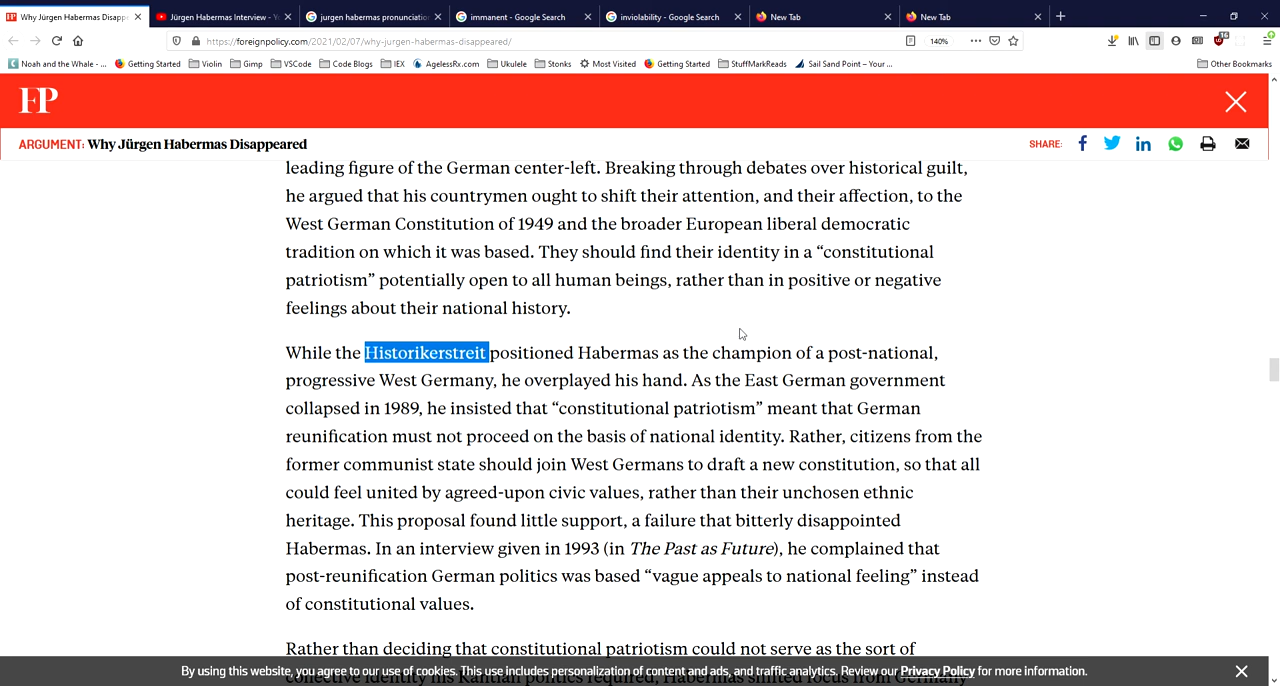 Why Jürgen Habermas Disapp
Jürgen Habermas Interview - Y
jurgen habermas pronunciatio
immanent - Google Search
inviolability - Google Search
New Tab
New Tab
https://foreignpolicy.com/2021/02/07/why-jurgen-habermas-disappeared/
140%
Noah and the Whale - ...
Getting Started
Violin
Gimp
VSCode
Code Blogs
IEX
AgelessRx.com
Ukulele
Stonks
Most Visited
Getting Started
StuffMarkReads
Sail Sand Point – Your ...
Other Bookmarks
FP
ARGUMENT: Why Jürgen Habermas Disappeared
SHARE:
leading figure of the German center-left. Breaking through debates over historical guilt,
he argued that his countrymen ought to shift their attention, and their affection, to the
West German Constitution of 1949 and the broader European liberal democratic
tradition on which it was based. They should find their identity in a “constitutional
patriotism” potentially open to all human beings, rather than in positive or negative
feelings about their national history.
While the Historikerstreit positioned Habermas as the champion of a post-national,
progressive West Germany, he overplayed his hand. As the East German government
collapsed in 1989, he insisted that “constitutional patriotism” meant that German
reunification must not proceed on the basis of national identity. Rather, citizens from the
former communist state should join West Germans to draft a new constitution, so that all
could feel united by agreed-upon civic values, rather than their unchosen ethnic
heritage. This proposal found little support, a failure that bitterly disappointed
Habermas. In an interview given in 1993 (in The Past as Future), he complained that
post-reunification German politics was based “vague appeals to national feeling” instead
of constitutional values.
Rather than deciding that constitutional patriotism could not serve as the sort of
By using this website, you agree to our use of cookies. This use includes personalization of content and ads, and traffic analytics. Review our Privacy Policy for more information.